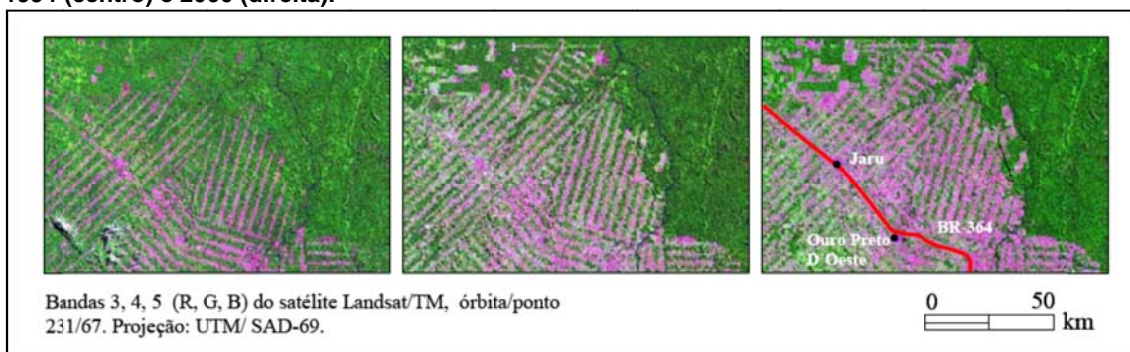 1994 (centro) e 2000 (direita).
Jaru
BR-364
Ouro Preto
D'Oeste
Bandas 3, 4, 5 (R, G, B) do satélite Landsat/TM, órbita/ponto
231/67. Projeção: UTM/ SAD-69.
0 50
km